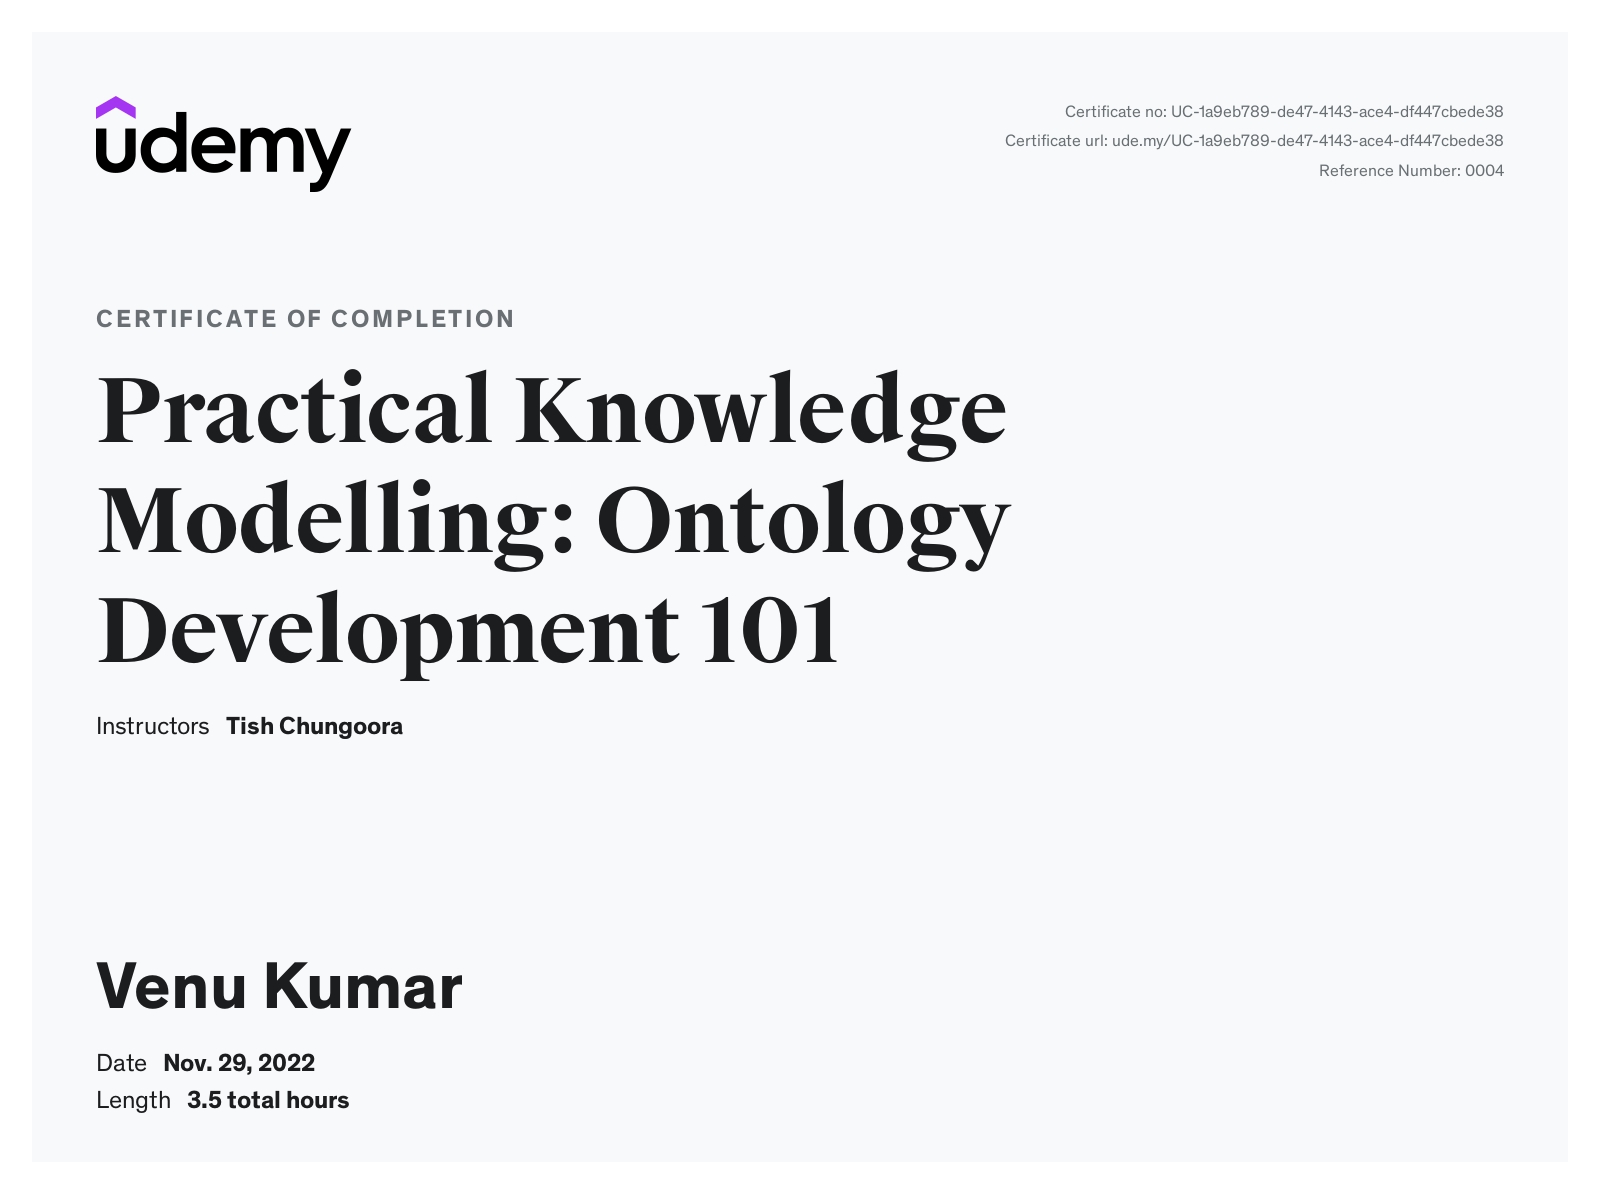 udemy
Certificate no: UC-1a9eb789-de47-4143-ace4-df447cbede38
Certificate url: ude.my/UC-1a9eb789-de47-4143-ace4-df447cbede38
Reference Number: 0004
CERTIFICATE OF COMPLETION
Practical Knowledge
Modelling: Ontology
Development 101
Instructors Tish Chungoora
Venu Kumar
Date Nov. 29, 2022
Length 3.5 total hours